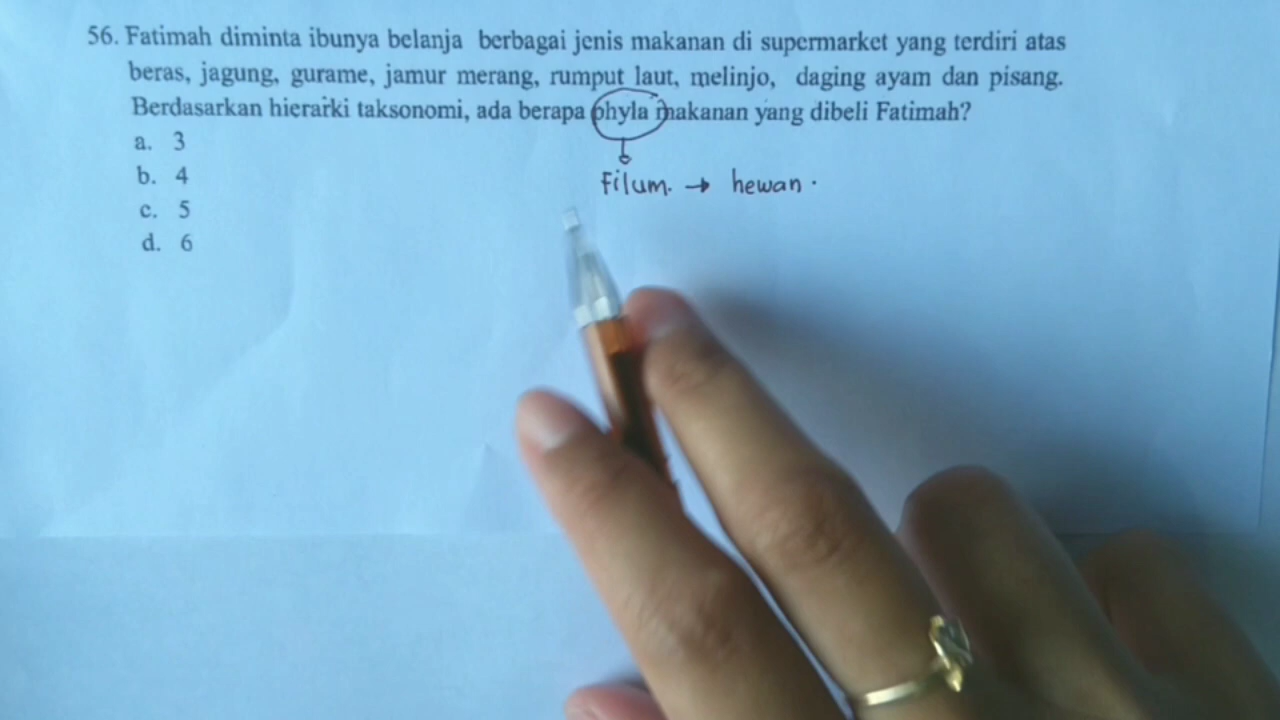 56. Fatimah diminta ibunya belanja berbagai jenis makanan di supermarket yang terdiri atas
beras, jagung, gurame, jamur merang, rumput laut, melinjo, daging ayam dan pisang.
Berdasarkan hierarki taksonomi, ada berapa phyla makanan yang dibeli Fatimah?
a. 3
b. 4
c. 5
d. 6
Filum. → hewan.